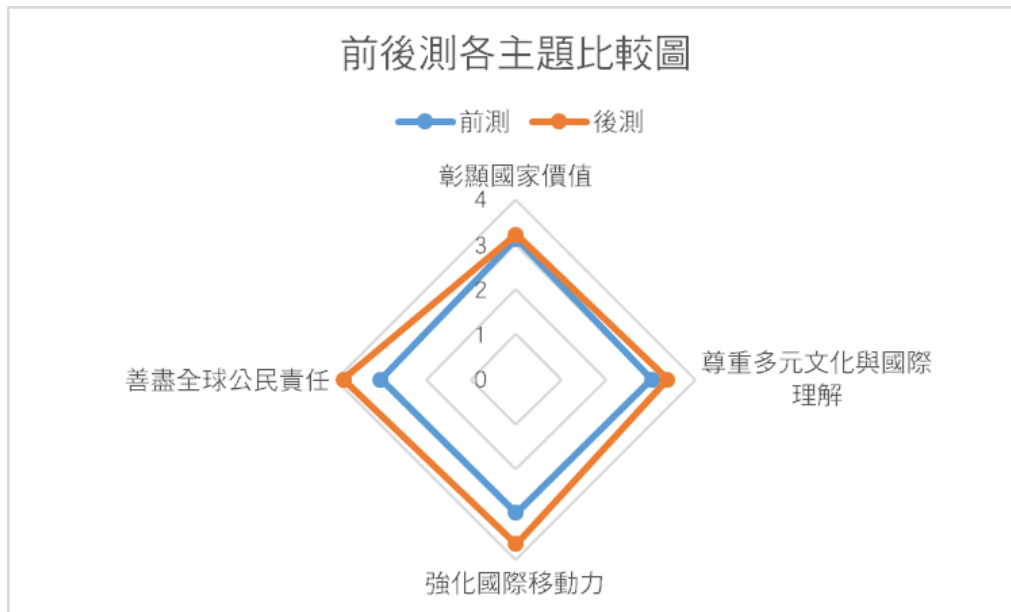 前後測各主題比較圖
前測 後測
彰顯國家價值
4
3
2
1
0
善盡全球公民責任
尊重多元文化與國際
理解
強化國際移動力